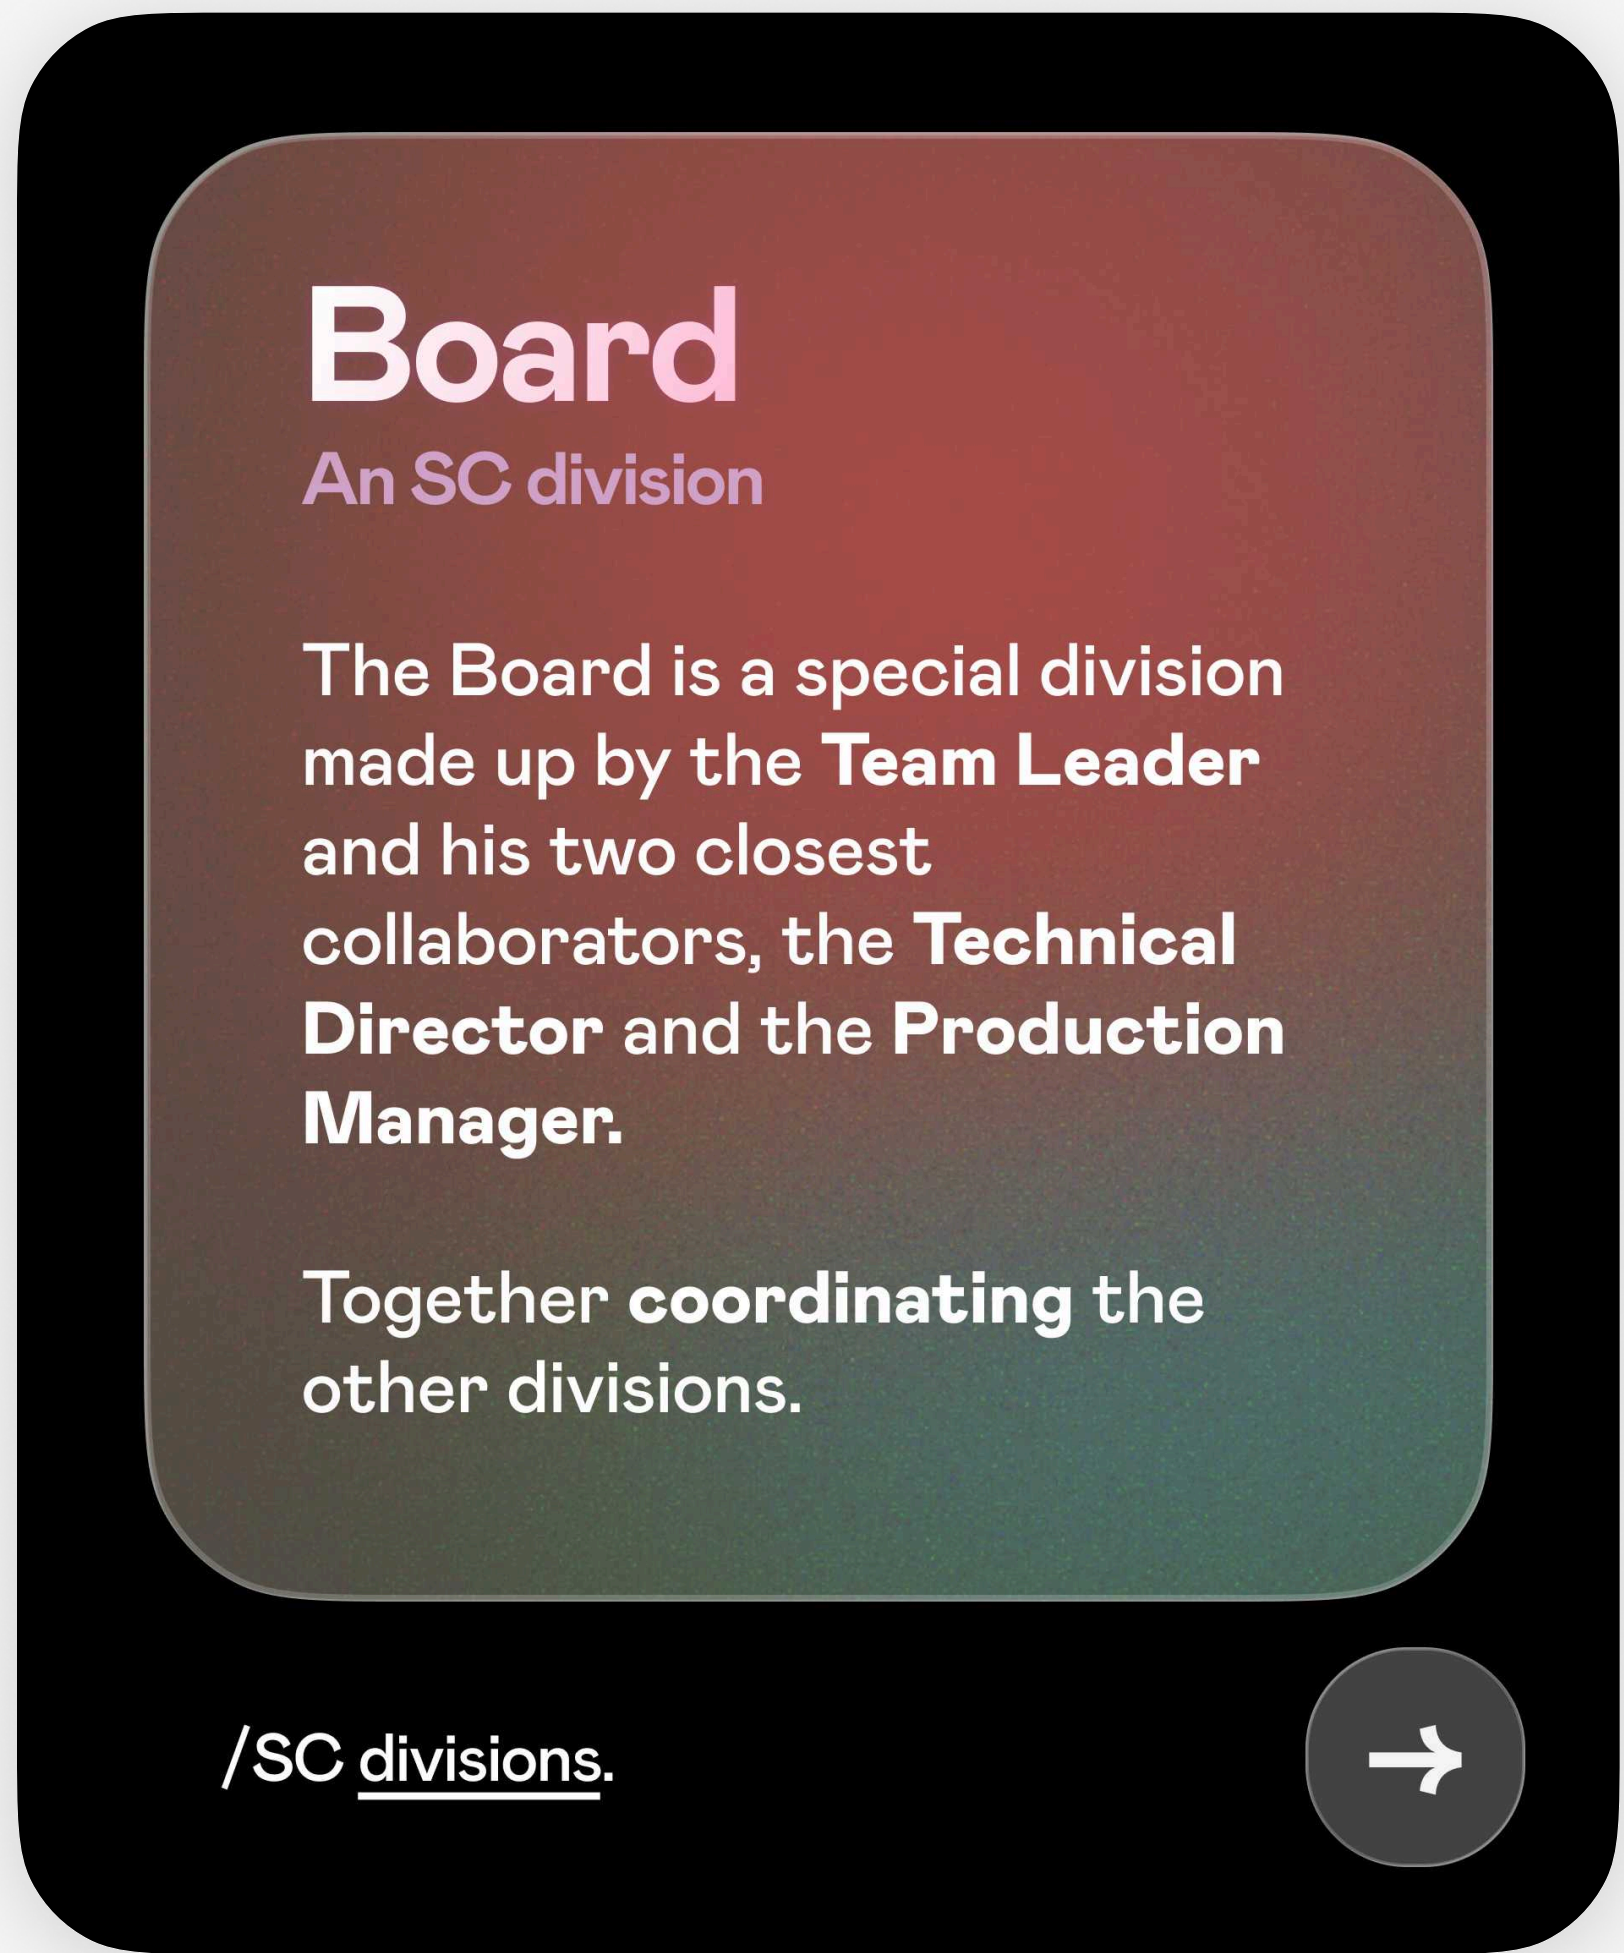 Board
An SC division
The Board is a special division
made up by the Team Leader
and his two closest
collaborators, the Technical
Director and the Production
Manager.
Together coordinating the
other divisions.
/SC divisions.